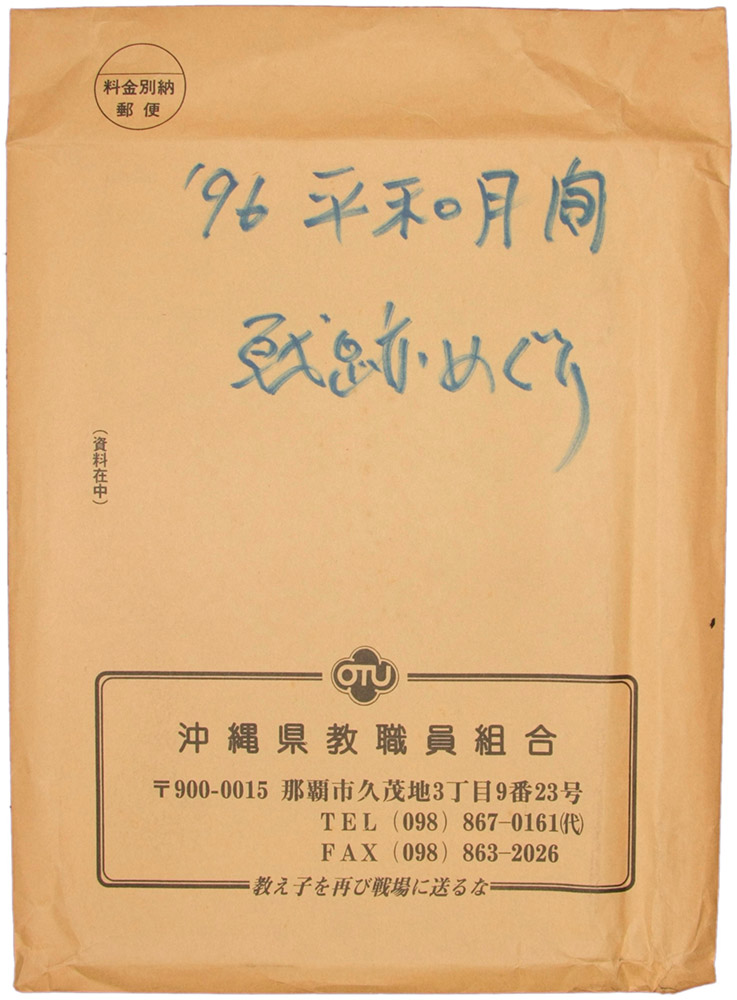 料金別納
郵便
'96 平和月間
戦跡めぐり
(資料在中)
OTU
沖縄県教職員組合
〒900-0015 那覇市久茂地3丁目9番23号
TEL (098) 867-0161㈹
FAX (098) 863-2026
教え子を再び戦場に送るな